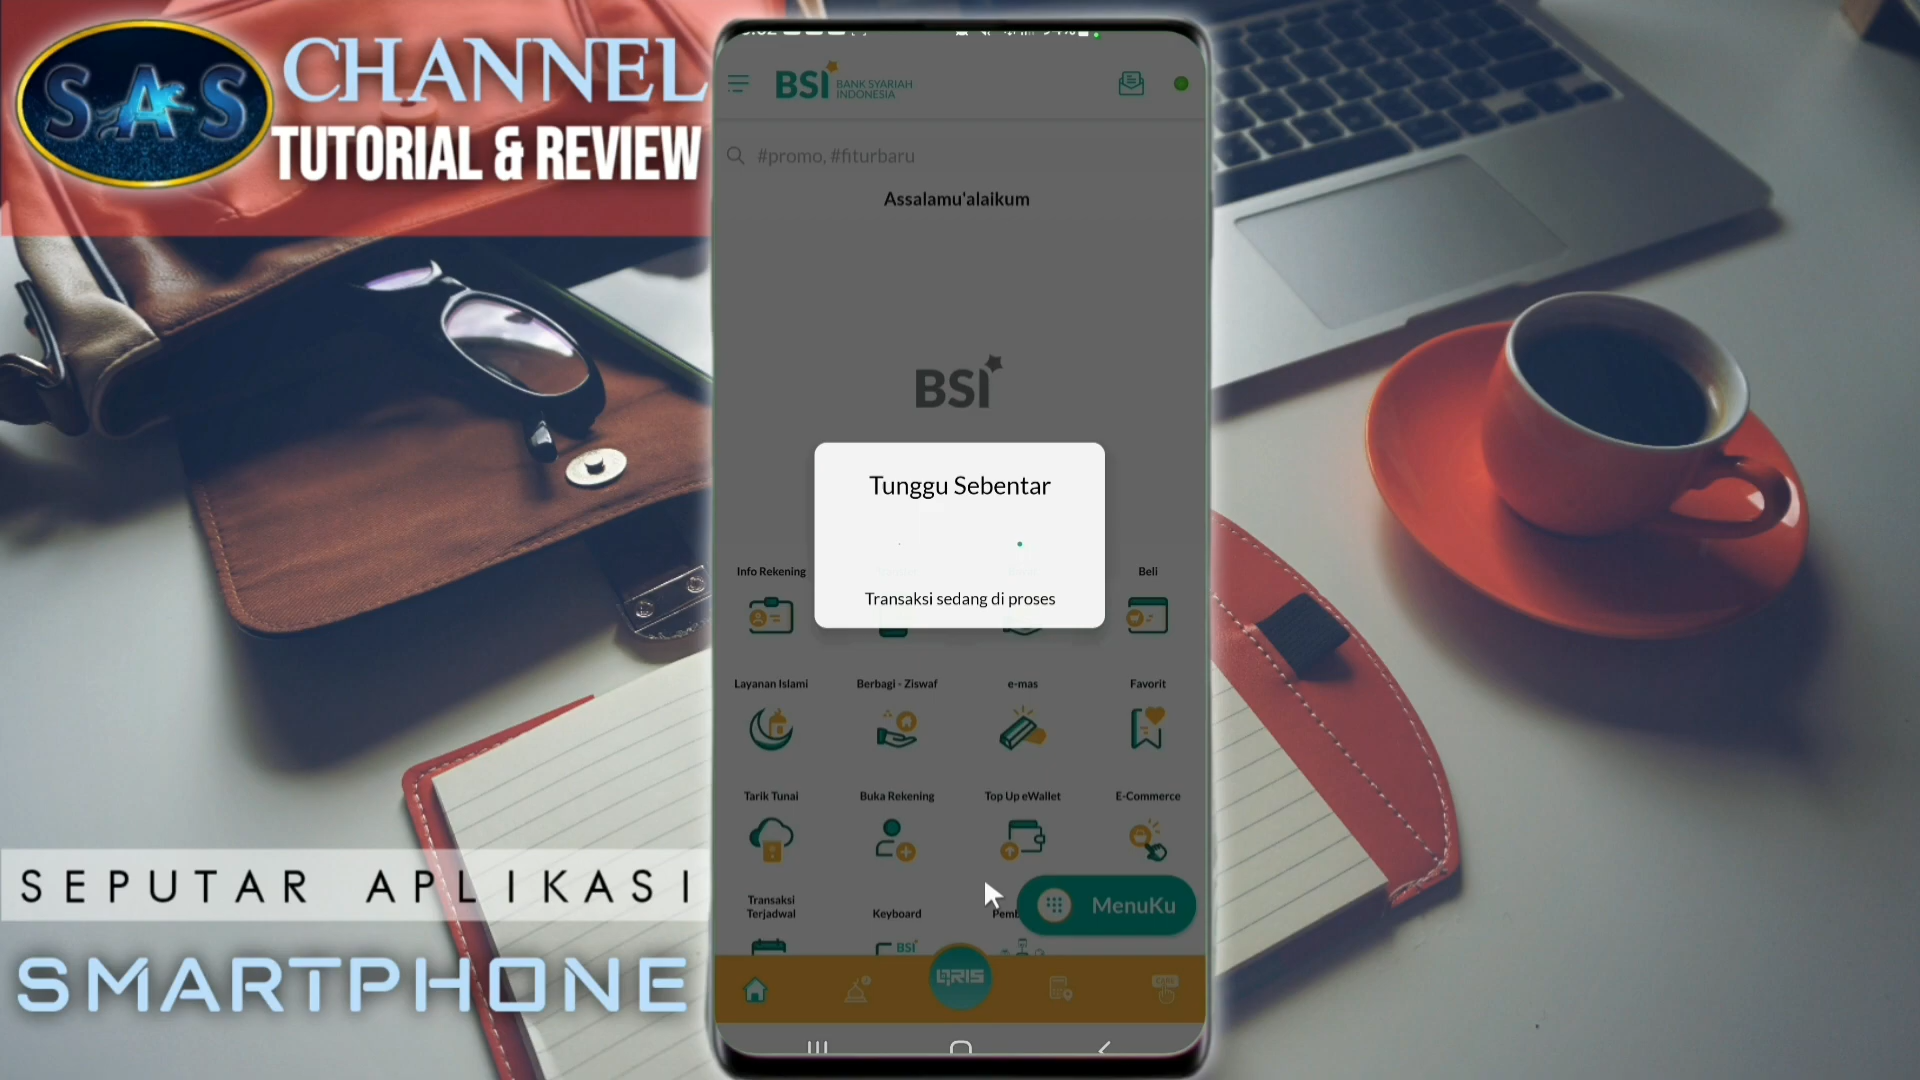 SAS
CHANNEL
TUTORIAL & REVIEW
BSI BANK SYARIAH
INDONESIA
#promo, #fiturbaru
Assalamu'alaikum
BSI
Tunggu Sebentar
Transaksi sedang di proses
Info Rekening
Beli
Layanan Islami
Berbagi - Ziswaf
e-mas
Favorit
Tarik Tunai
Buka Rekening
Top Up eWallet
E-Commerce
Transaksi
Terjadwal
Keyboard
BSI
MenuKu
QRIS
SEPUTAR APLIKASI
SMARTPHONE